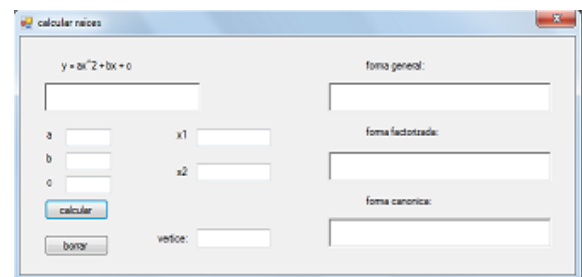 calcular raices
y = ax^2 + bx + c
forma general:
a
x1
forma factorizada:
b
x2
c
calcular
forma canonica:
borrar
vertice: